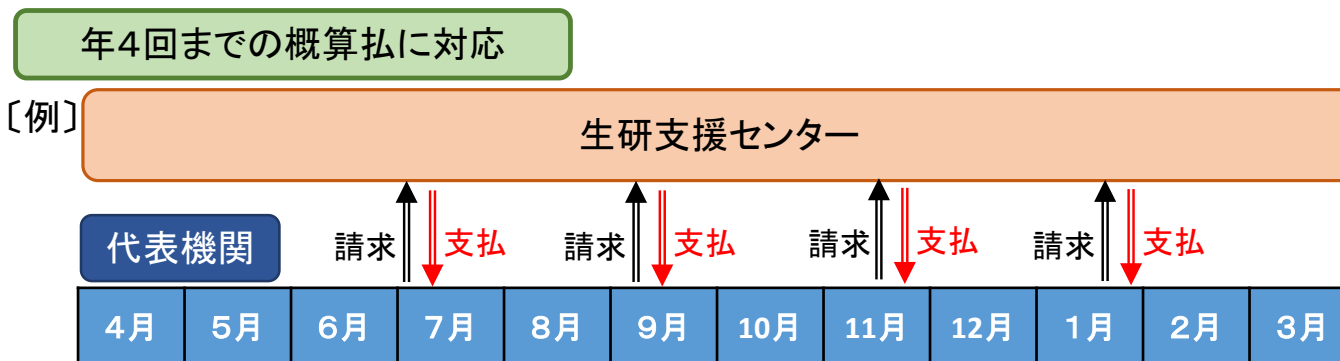 年4回までの概算払に対応
〔例〕
生研支援センター
代表機関
請求 支払 請求 支払 請求 支払 請求 支払
4月 5月 6月 7月 8月 9月 10月 11月 12月 1月 2月 3月